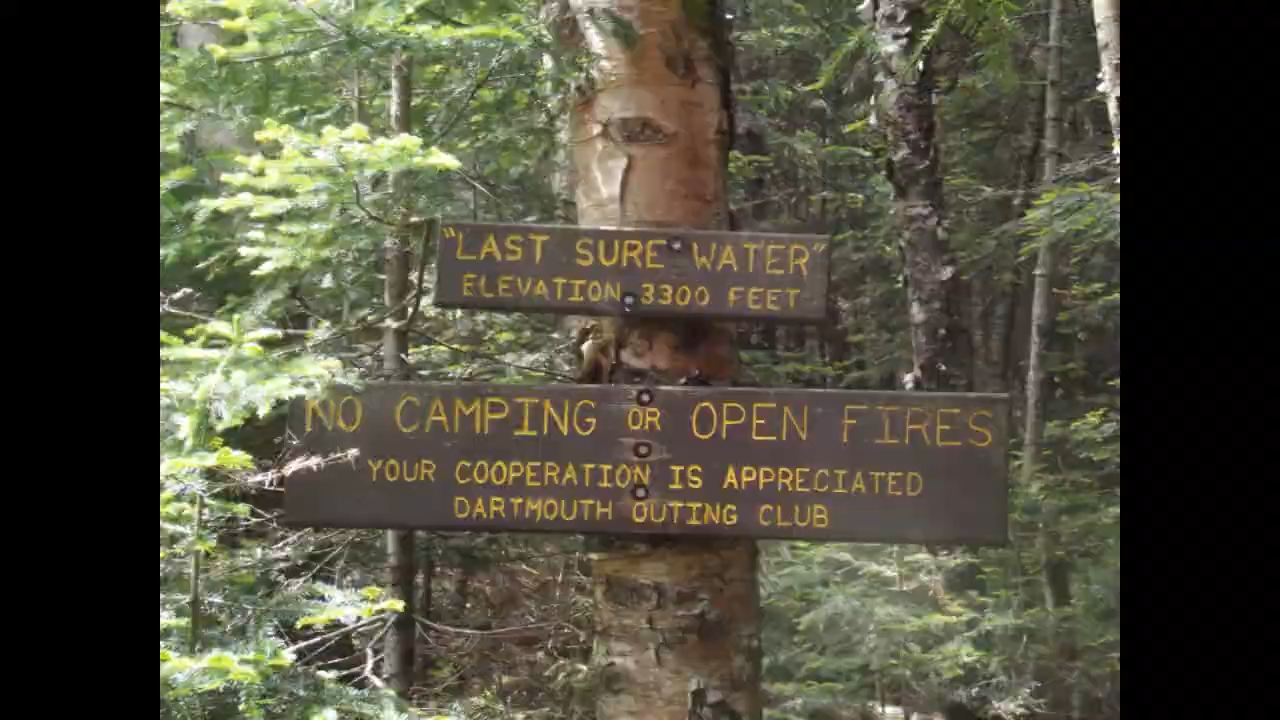 "LAST SURE WATER"
ELEVATION 3300 FEET
NO CAMPING OR OPEN FIRES
YOUR COOPERATION IS APPRECIATED
DARTMOUTH OUTING CLUB